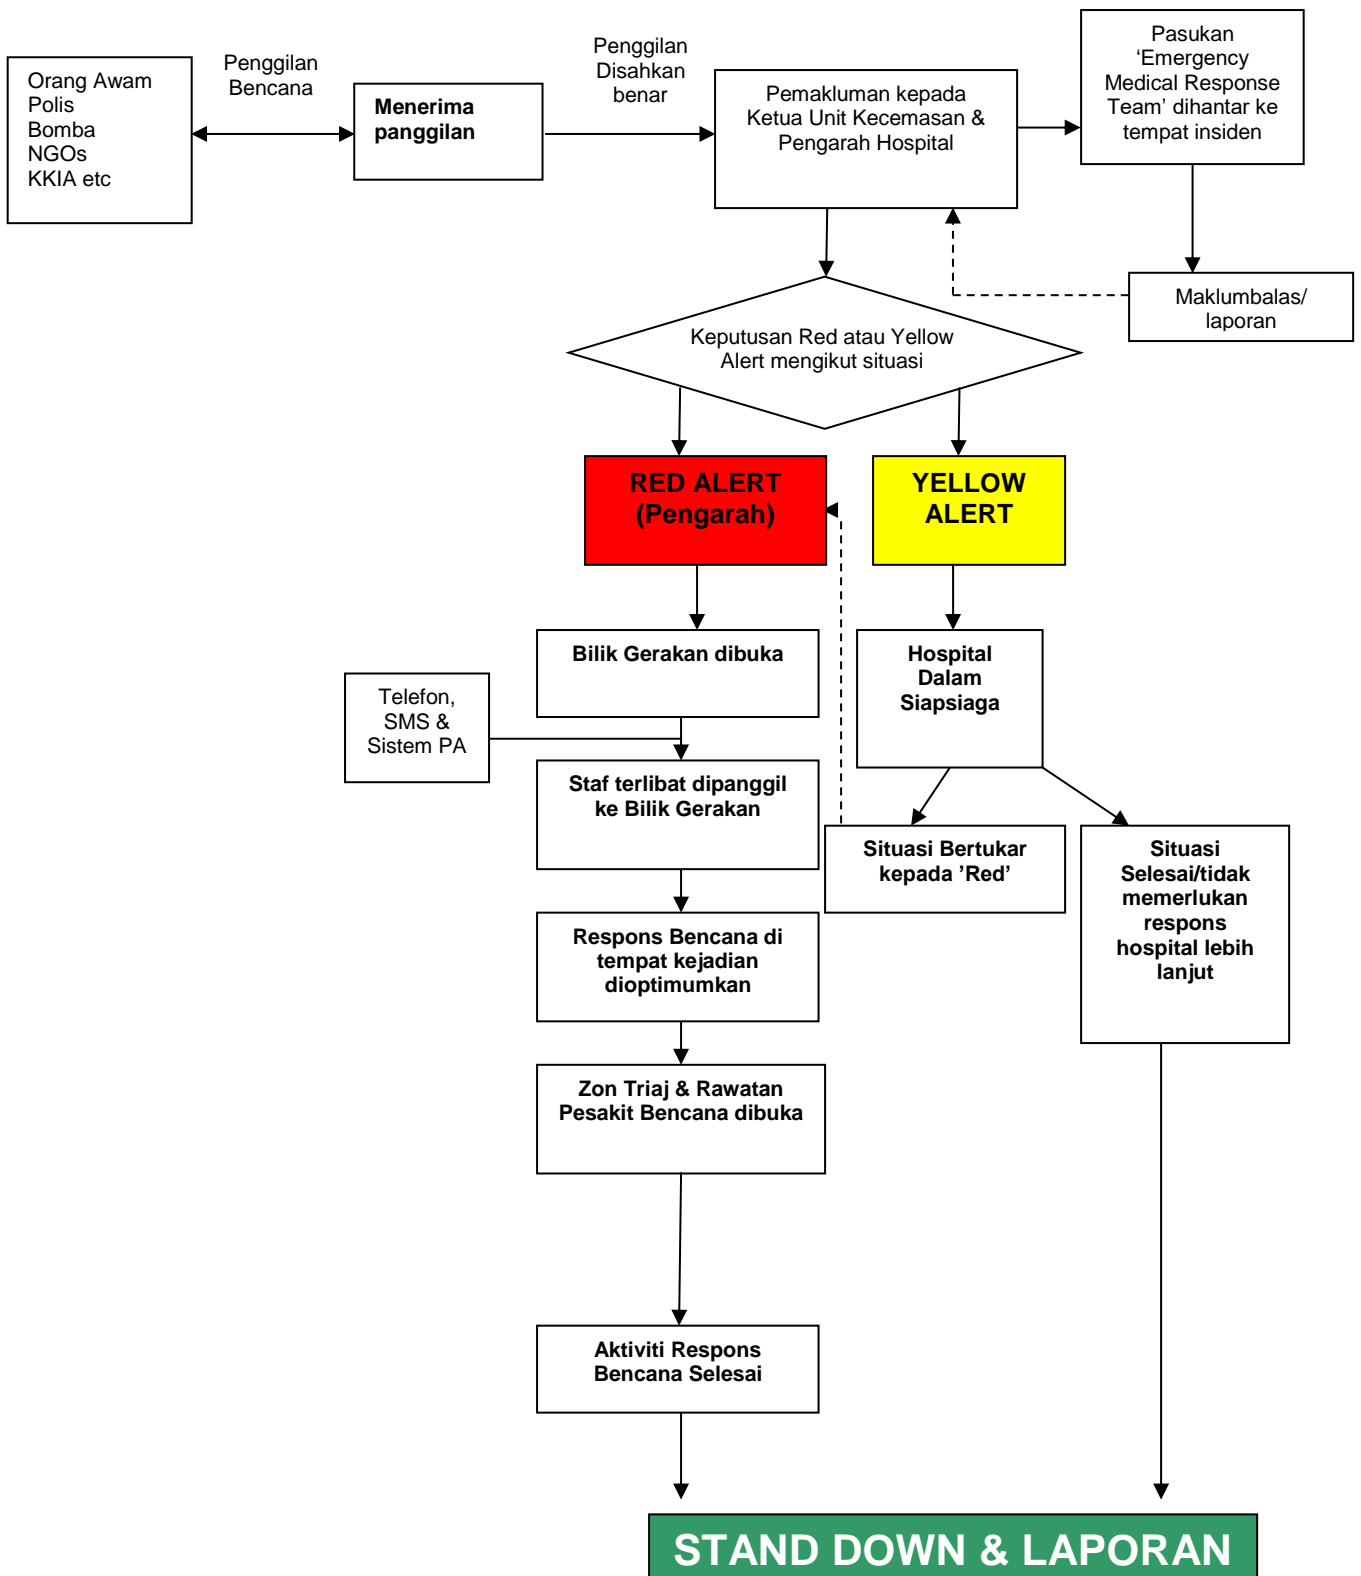 Orang Awam
Polis
Bomba
NGOs
KKIA etc
Penggilan
Bencana
Menerima
panggilan
Penggilan
Disahkan
benar
Pemakluman kepada
Ketua Unit Kecemasan &
Pengarah Hospital
Pasukan
‘Emergency
Medical Response
Team’ dihantar ke
tempat insiden
Maklumbalas/
laporan
Keputusan Red atau Yellow
Alert mengikut situasi
RED ALERT
(Pengarah)
YELLOW
ALERT
Bilik Gerakan dibuka
Hospital
Dalam
Siapsiaga
Telefon,
SMS &
Sistem PA
Staf terlibat dipanggil
ke Bilik Gerakan
Situasi Bertukar
kepada ’Red’
Situasi
Selesai/tidak
memerlukan
respons
hospital lebih
lanjut
Respons Bencana di
tempat kejadian
dioptimumkan
Zon Triaj & Rawatan
Pesakit Bencana dibuka
Aktiviti Respons
Bencana Selesai
STAND DOWN & LAPORAN